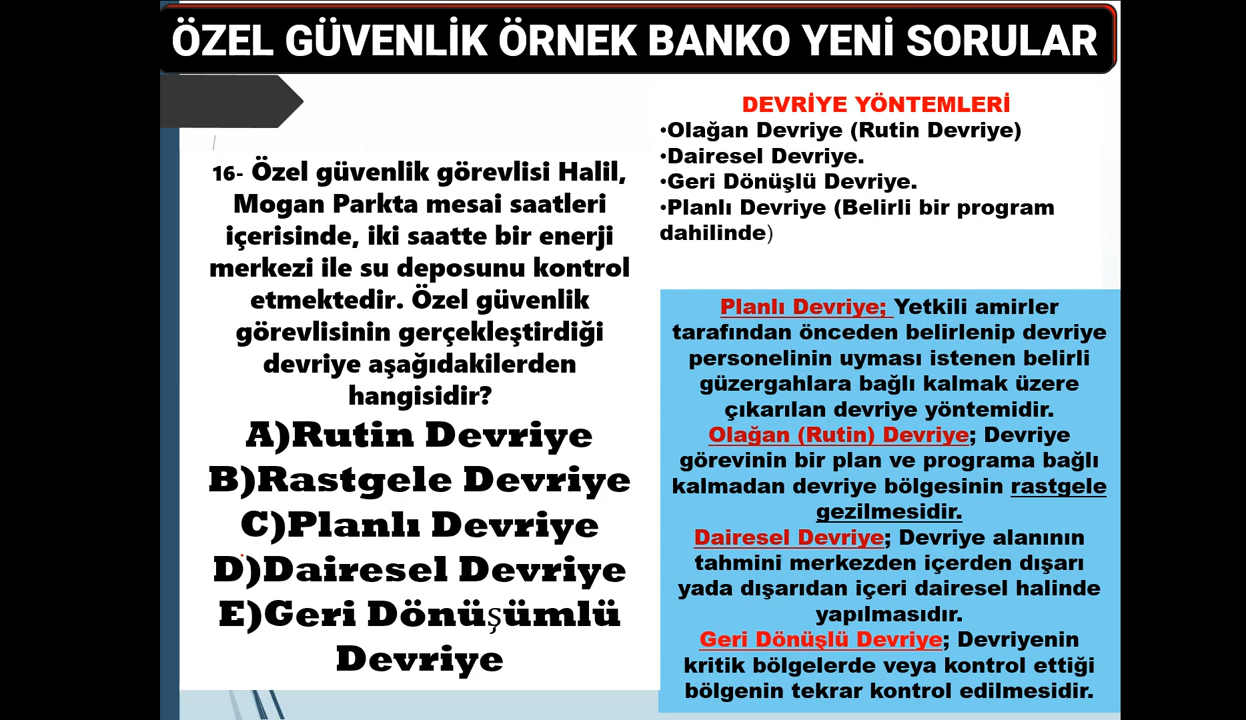 ÖZEL GÜVENLİK ÖRNEK BANKO YENİ SORULAR
16- Özel güvenlik görevlisi Halil,
Mogan Parkta mesai saatleri
içerisinde, iki saatte bir enerji
merkezi ile su deposunu kontrol
etmektedir. Özel güvenlik
görevlisinin gerçekleştirdiği
devriye aşağıdakilerden
hangisidir?
A)Rutin Devriye
B)Rastgele Devriye
C)Planlı Devriye
D)Dairesel Devriye
E)Geri Dönüşümlü
Devriye
DEVRİYE YÖNTEMLERİ
•Olağan Devriye (Rutin Devriye)
•Dairesel Devriye.
•Geri Dönüşlü Devriye.
•Planlı Devriye (Belirli bir program
dahilinde)
Planlı Devriye; Yetkili amirler
tarafından önceden belirlenip devriye
personelinin uyması istenen belirli
güzergahlara bağlı kalmak üzere
çıkarılan devriye yöntemidir.
Olağan (Rutin) Devriye; Devriye
görevinin bir plan ve programa bağlı
kalmadan devriye bölgesinin rastgele
gezilmesidir.
Dairesel Devriye; Devriye alanının
tahmini merkezden içerden dışarı
yada dışarıdan içeri dairesel halinde
yapılmasıdır.
Geri Dönüşlü Devriye; Devriyenin
kritik bölgelerde veya kontrol ettiği
bölgenin tekrar kontrol edilmesidir.